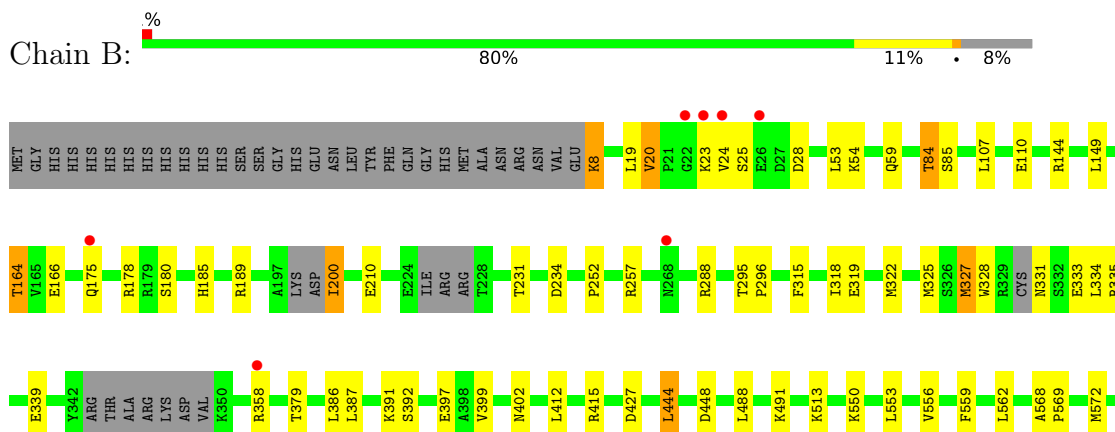 %
Chain B:
80% 11% • 8%
MET GLY HIS HIS HIS HIS HIS HIS HIS HIS HIS HIS SER SER GLY HIS GLU ASN LEU TYR PHE GLN GLY HIS MET ALA ASN ARG ASN VAL GLU K8 L19 V20 P21 G22 K23 V24 S25 E26 D27 D28 L53 K54 Q59 T84 S85 L107 E110 R144 L149
T164 V165 E166 Q175 R178 R179 S180 H185 R189 A197 LYS ASP I200 E210 E224 ILE ARG ARG T228 T231 D234 P252 R257 N268 R288 T295 P296 F315 I318 E319 M322 M325 S326 M327 W328 R329 CYS N331 S332 E333 L334
E339 Y342 ARG THR ALA ARG LYS ASP VAL K350 R358 T379 L386 L387 K391 S392 E397 A398 V399 N402 L412 R415 D427 L444 D448 L488 K491 K513 K550 L553 V556 F559 L562 A568 P569 M572